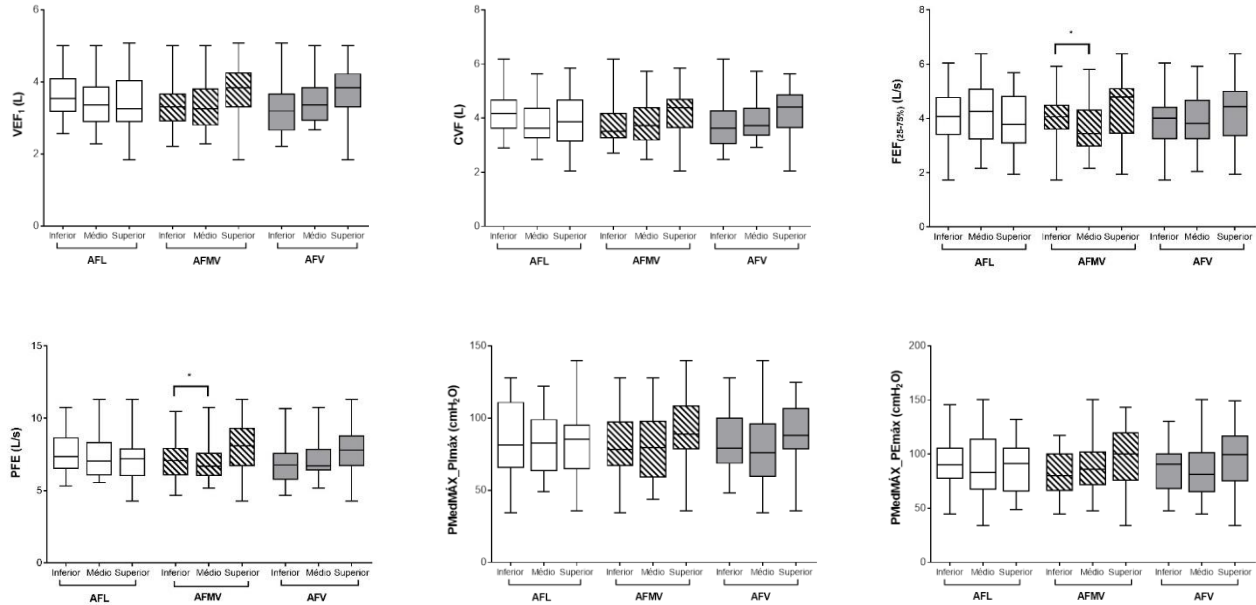 VEF1 (L)
6
4
2
0
Inferior Médio Superior Inferior Médio Superior Inferior Médio Superior
AFL AFMV AFV
CVF (L)
8
6
4
2
0
Inferior Médio Superior Inferior Médio Superior Inferior Médio Superior
AFL AFMV AFV
FEF(25-75%) (L/s)
8
6
4
2
0
*
Inferior Médio Superior Inferior Médio Superior Inferior Médio Superior
AFL AFMV AFV
PFE (L/s)
15
10
5
0
*
Inferior Médio Superior Inferior Médio Superior Inferior Médio Superior
AFL AFMV AFV
PMedMÁX_PImáx (cmH2O)
150
100
50
0
Inferior Médio Superior Inferior Médio Superior Inferior Médio Superior
AFL AFMV AFV
PMedMÁX_PEmáx (cmH2O)
200
150
100
50
0
Inferior Médio Superior Inferior Médio Superior Inferior Médio Superior
AFL AFMV AFV